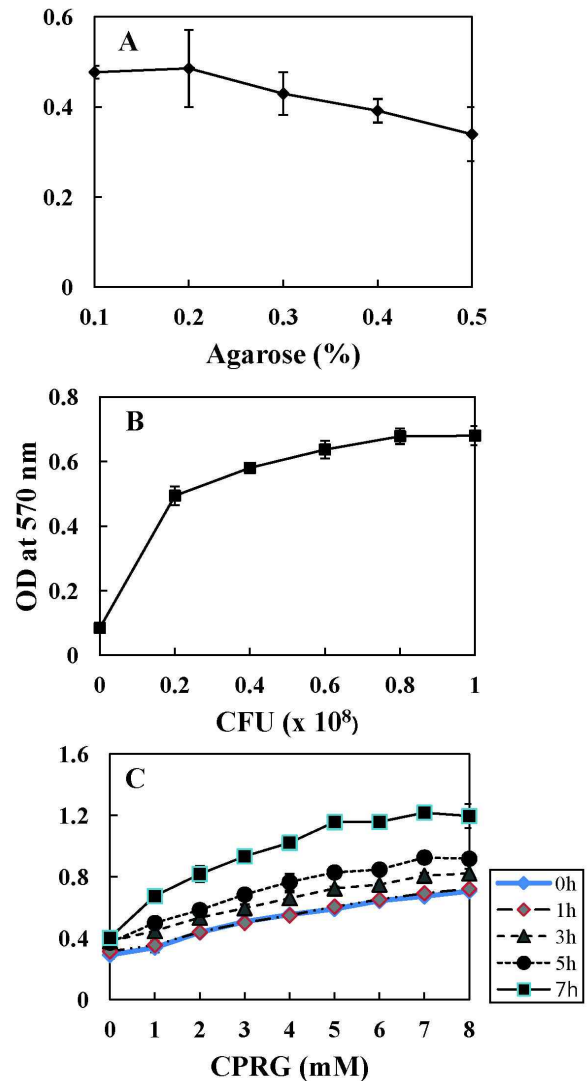 A
0.6
0.4
0.2
0
0.1 0.2 0.3 0.4 0.5
Agarose (%)
B
0.8
0.6
0.4
0.2
0
OD at 570 nm
0 0.2 0.4 0.6 0.8 1
CFU (x 10⁸)
C
1.6
1.2
0.8
0.4
0
0 1 2 3 4 5 6 7 8
CPRG (mM)
0h
1h
3h
5h
7h